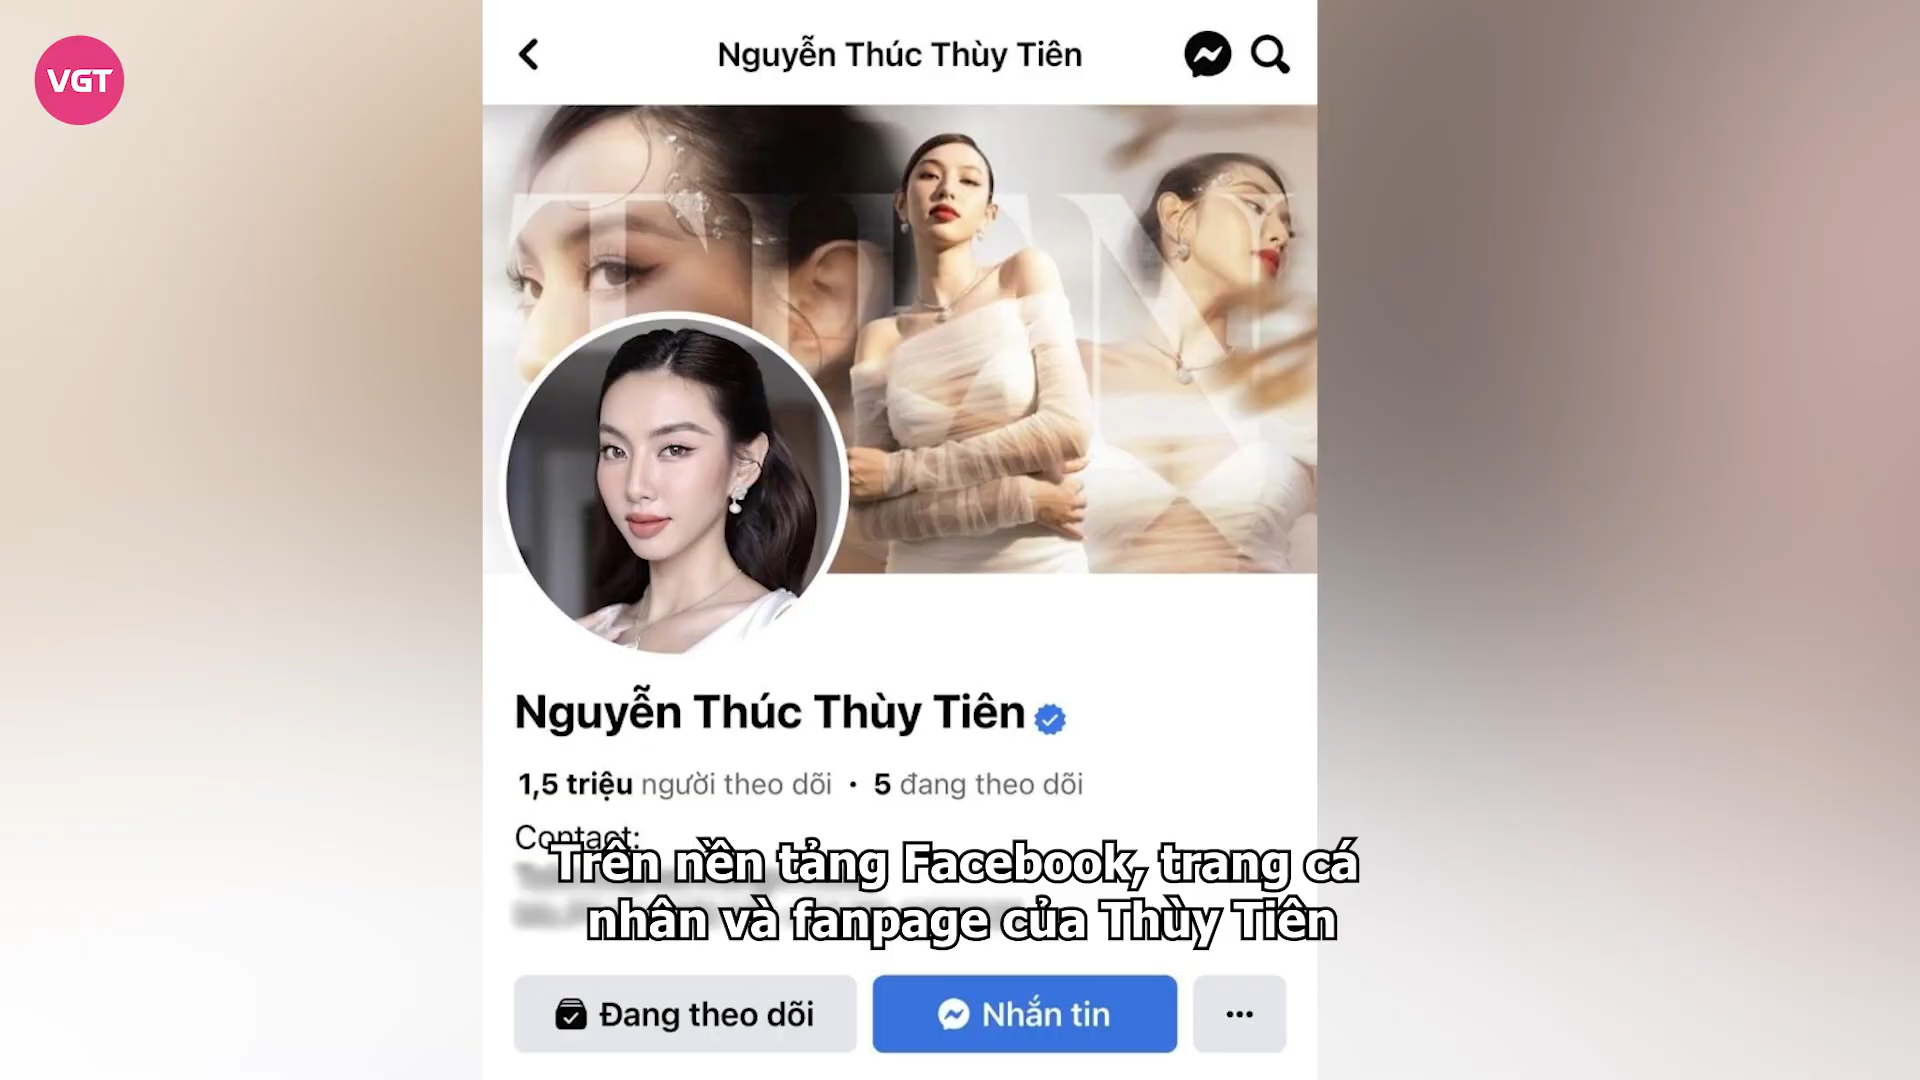 VGT
Nguyễn Thúc Thùy Tiên
TIEN
Nguyễn Thúc Thùy Tiên
1,5 triệu người theo dõi · 5 đang theo dõi
Contact:
Trên nền tảng Facebook, trang cá
nhân và fanpage của Thùy Tiên
Đang theo dõi
Nhắn tin